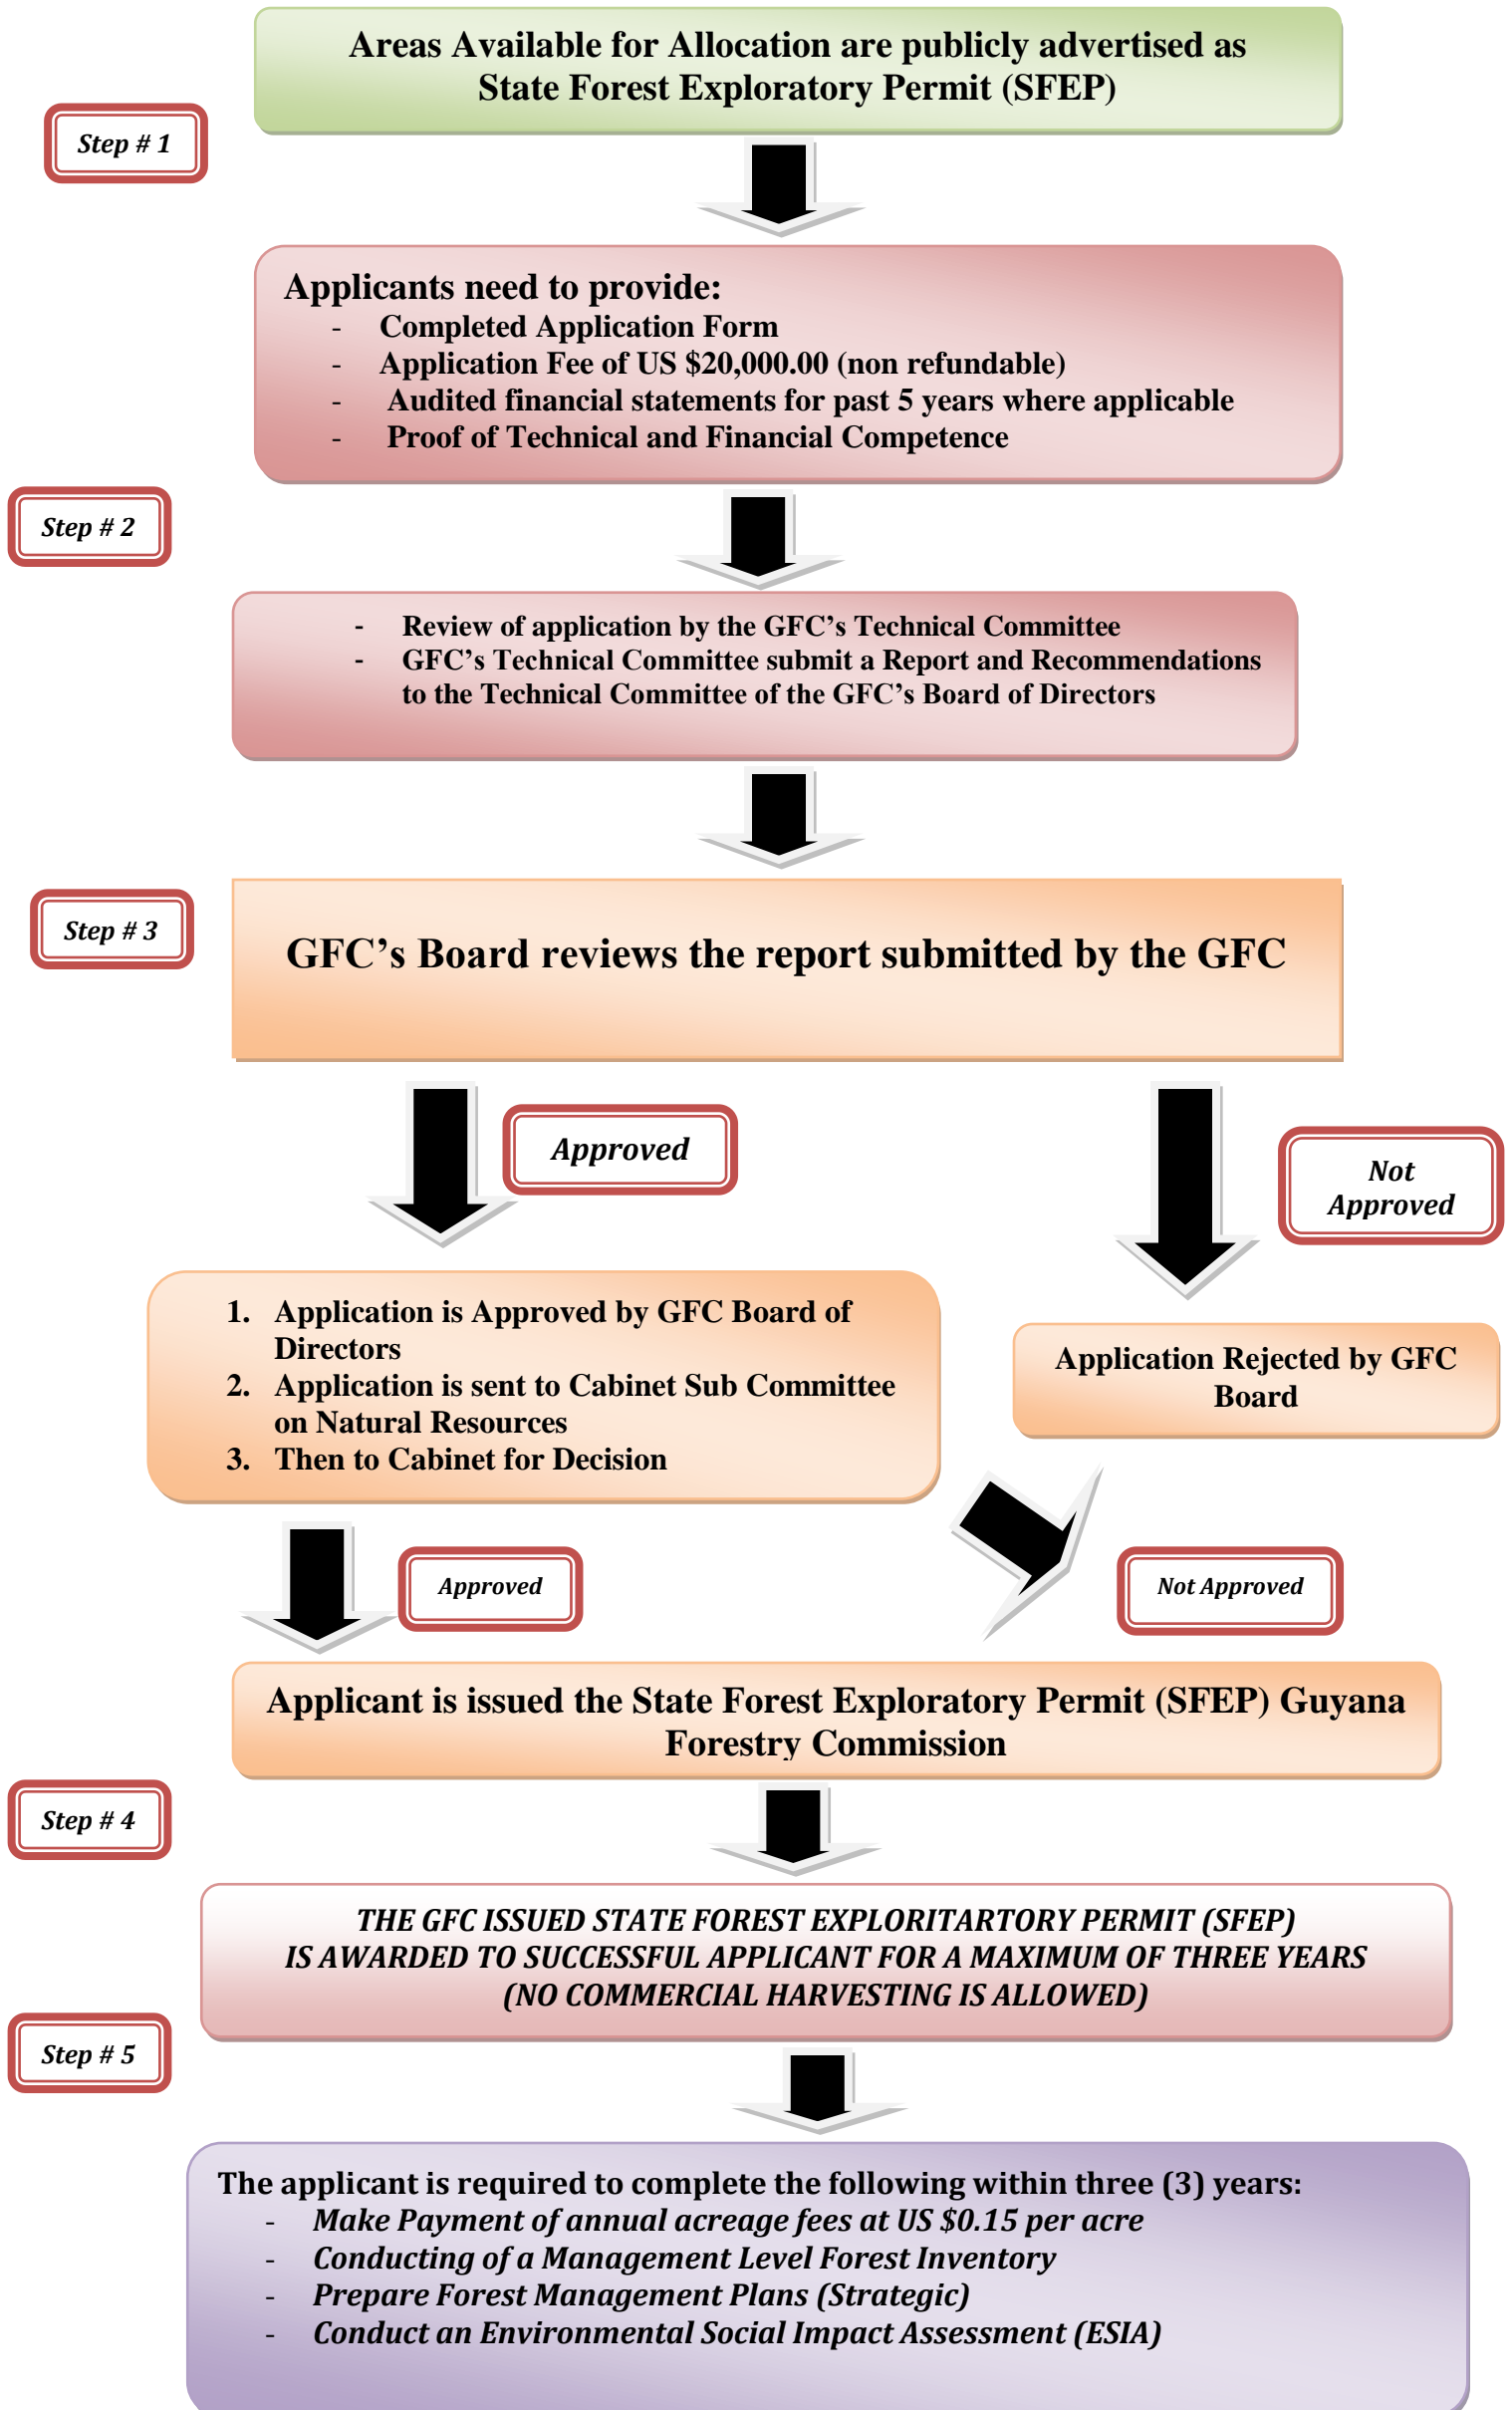 Areas Available for Allocation are publicly advertised as
State Forest Exploratory Permit (SFEP)
Step # 1
Applicants need to provide:
- Completed Application Form
- Application Fee of US $20,000.00 (non refundable)
- Audited financial statements for past 5 years where applicable
- Proof of Technical and Financial Competence
Step # 2
- Review of application by the GFC’s Technical Committee
- GFC’s Technical Committee submit a Report and Recommendations
to the Technical Committee of the GFC’s Board of Directors
Step # 3
GFC’s Board reviews the report submitted by the GFC
Approved
Not
Approved
1. Application is Approved by GFC Board of
Directors
2. Application is sent to Cabinet Sub Committee
on Natural Resources
3. Then to Cabinet for Decision
Application Rejected by GFC
Board
Approved
Not Approved
Applicant is issued the State Forest Exploratory Permit (SFEP) Guyana
Forestry Commission
Step # 4
THE GFC ISSUED STATE FOREST EXPLORITARTORY PERMIT (SFEP)
IS AWARDED TO SUCCESSFUL APPLICANT FOR A MAXIMUM OF THREE YEARS
(NO COMMERCIAL HARVESTING IS ALLOWED)
Step # 5
The applicant is required to complete the following within three (3) years:
- Make Payment of annual acreage fees at US $0.15 per acre
- Conducting of a Management Level Forest Inventory
- Prepare Forest Management Plans (Strategic)
- Conduct an Environmental Social Impact Assessment (ESIA)